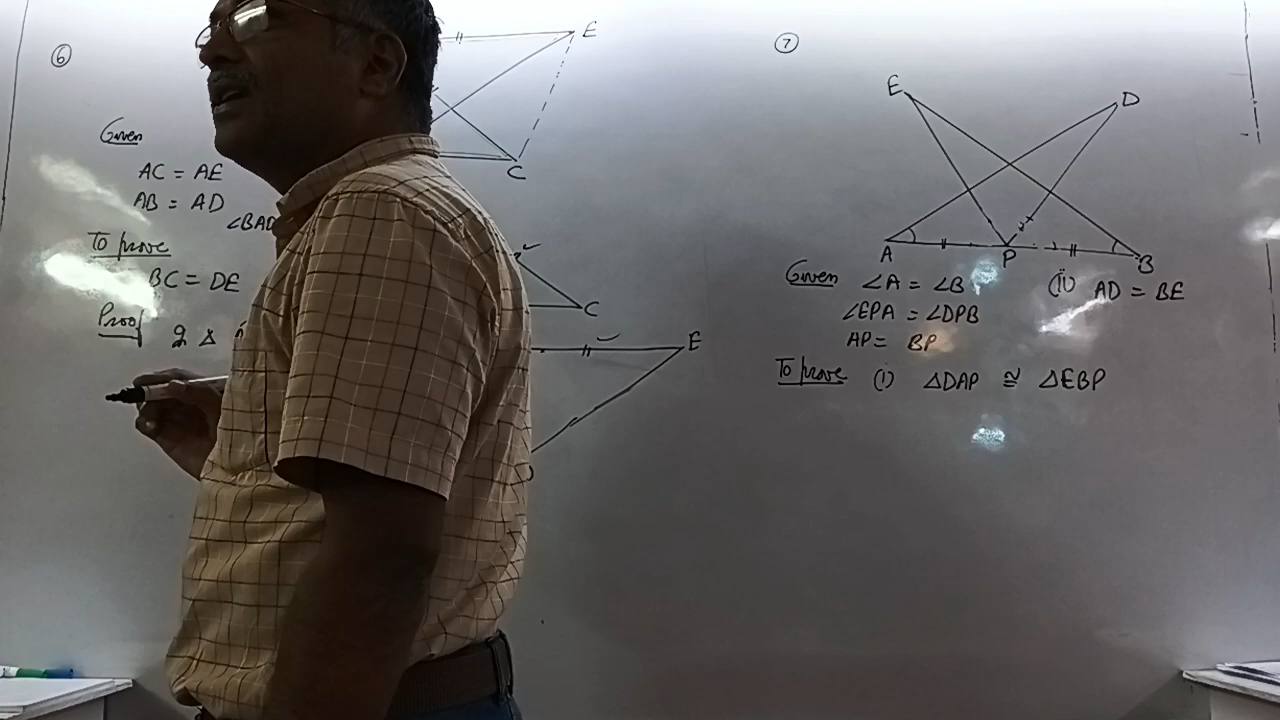 6
E
C
Given
AC = AE
AB = AD
∠BAD
To prove
BC = DE
Proof
C
E
7
E
D
A
P
B
Given ∠A = ∠B
∠EPA = ∠DPB
AP = BP
To prove (i) △DAP ≅ △EBP
(ii) AD = BE